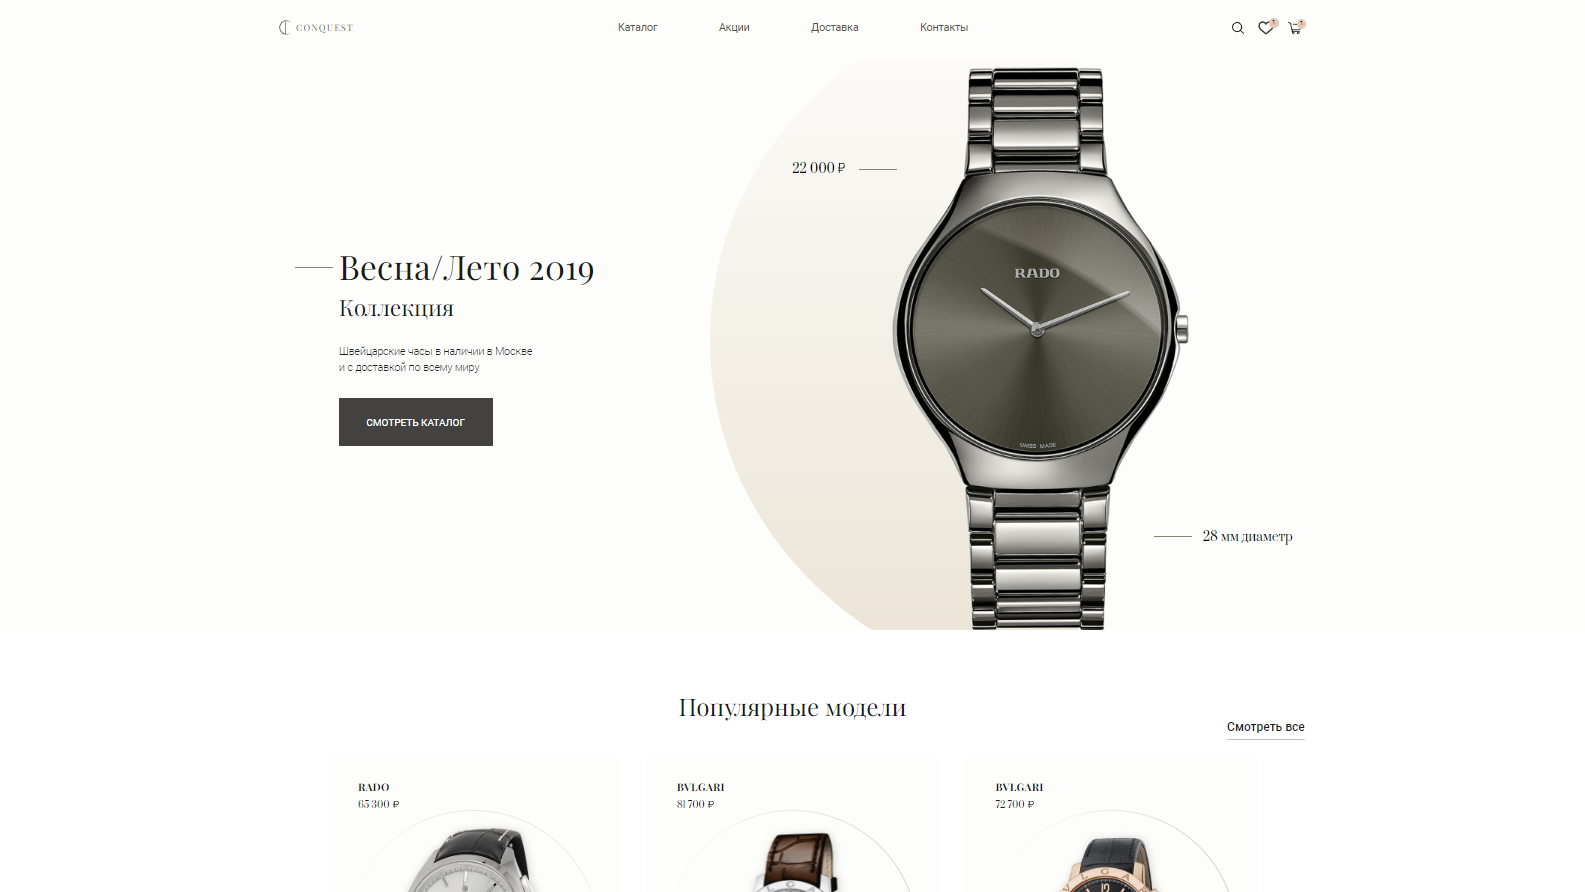 CONQUEST
Каталог
Акции
Доставка
Контакты
22 000 ₽
RADO
SWISS MADE
Весна/Лето 2019
Коллекция
Швейцарские часы в наличии в Москве
и с доставкой по всему миру
СМОТРЕТЬ КАТАЛОГ
28 мм диаметр
Популярные модели
Смотреть все
RADO
65 300 ₽
BVLGARI
81 700 ₽
BVLGARI
72 700 ₽